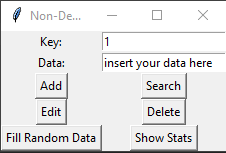 Non-De...
Key: 1
Data: insert your data here
Add Search
Edit Delete
Fill Random Data Show Stats